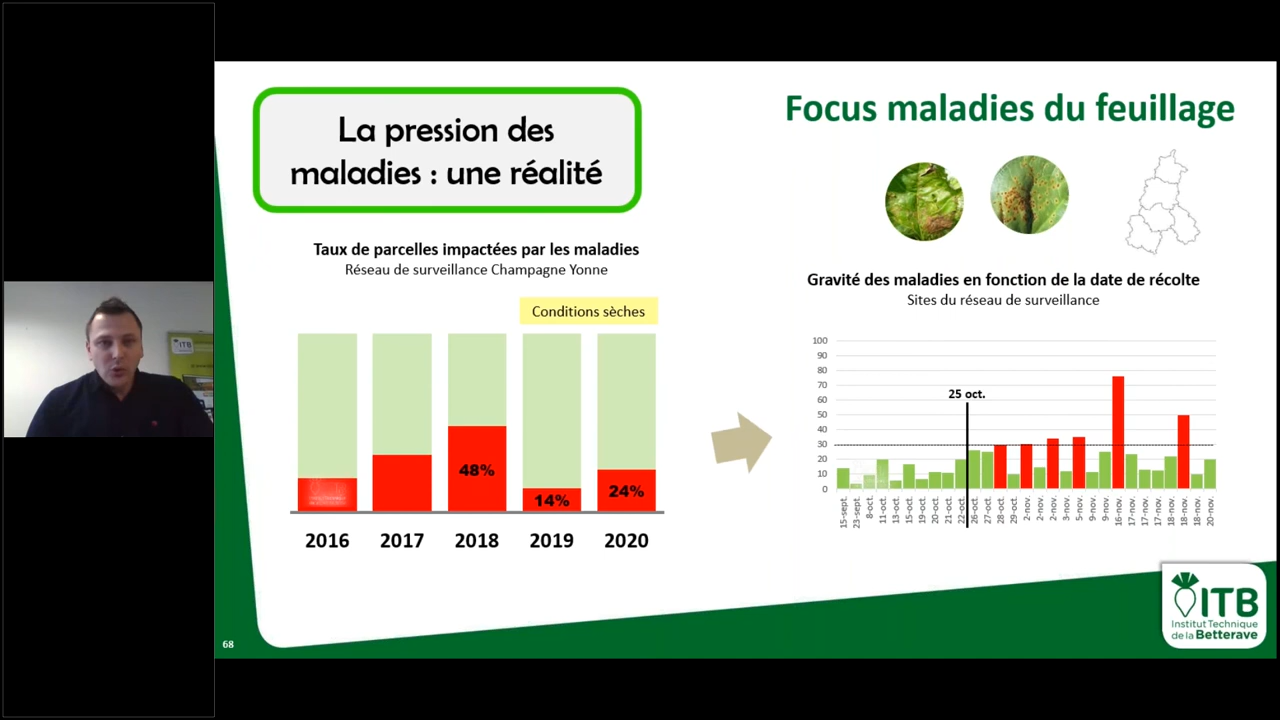 La pression des
maladies : une réalité
Focus maladies du feuillage
Taux de parcelles impactées par les maladies
Réseau de surveillance Champagne Yonne
Conditions sèches
48%
14%
24%
2016 2017 2018 2019 2020
Gravité des maladies en fonction de la date de récolte
Sites du réseau de surveillance
100
90
80
70
60
50
40
30
20
10
0
25 oct.
15-sept.
23-sept.
8-oct.
11-oct.
13-oct.
15-oct.
19-oct.
20-oct.
21-oct.
22-oct.
26-oct.
27-oct.
28-oct.
29-oct.
2-nov.
2-nov.
3-nov.
3-nov.
5-nov.
9-nov.
9-nov.
16-nov.
17-nov.
17-nov.
17-nov.
18-nov.
18-nov.
18-nov.
20-nov.
68
ITB
Institut Technique
de la Betterave
ITB